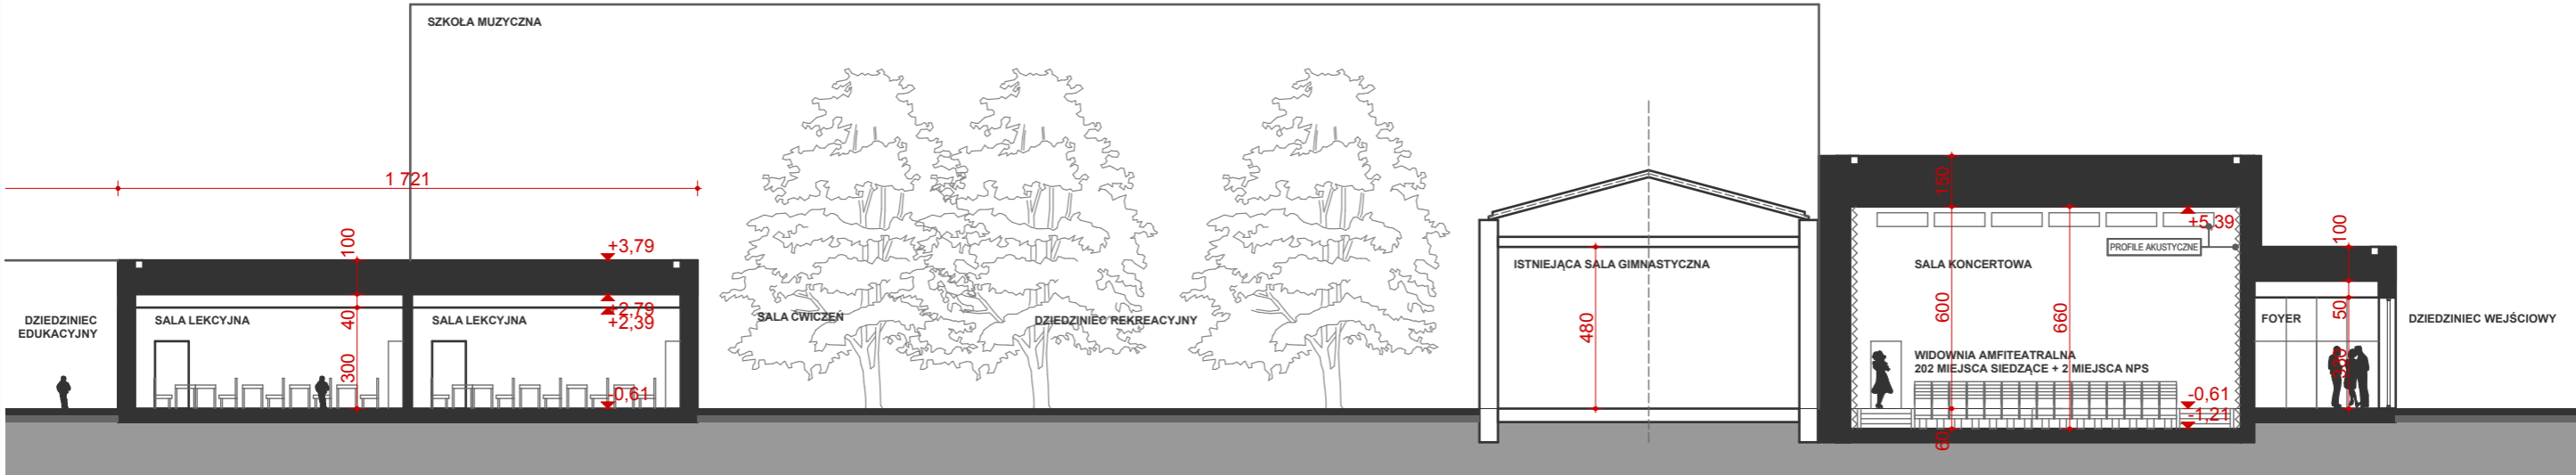 SZKOŁA MUZYCZNA
1 721
100
+3,79
+2,79
+2,39
40
300
-0,61
DZIEDZINIEC
EDUKACYJNY
SALA LEKCYJNA
SALA LEKCYJNA
SALA ĆWICZEŃ
DZIEDZINIEC REKREACYJNY
ISTNIEJĄCA SALA GIMNASTYCZNA
480
150
+5,39
PROFILE AKUSTYCZNE
SALA KONCERTOWA
600
660
WIDOWNIA AMFITEATRALNA
202 MIEJSCA SIEDZĄCE + 2 MIEJSCA NPS
-0,61
-1,21
60
100
50
FOYER
DZIEDZINIEC WEJŚCIOWY